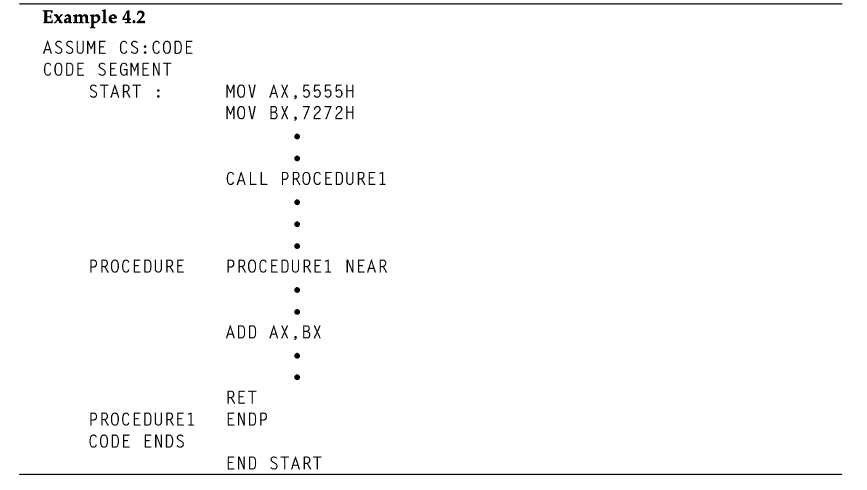 Example 4.2
ASSUME CS:CODE
CODE SEGMENT
START : MOV AX,5555H
MOV BX,7272H
•
•
CALL PROCEDURE1
•
•
•
PROCEDURE PROCEDURE1 NEAR
•
•
ADD AX,BX
•
•
RET
PROCEDURE1 ENDP
CODE ENDS
END START